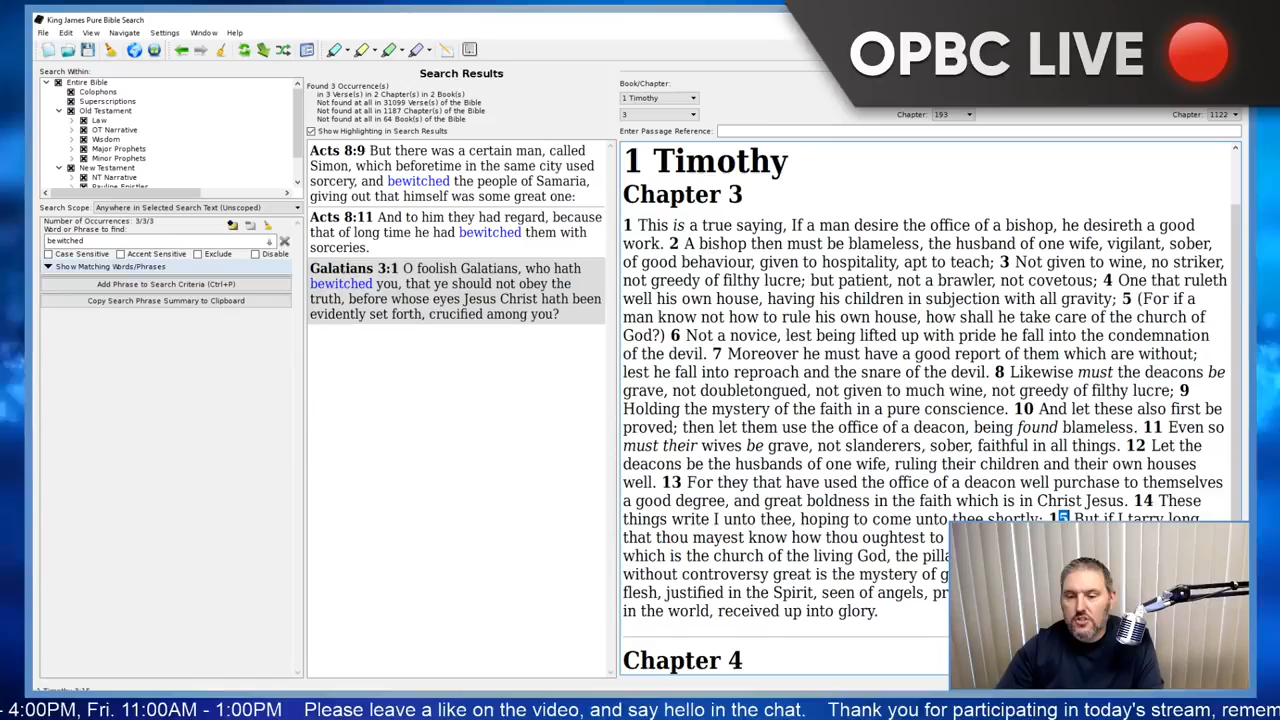 King James Pure Bible Search
OPBC LIVE
File Edit View Navigate Settings Window Help
Search Within:
Entire Bible
Colophons
Superscriptions
Old Testament
Law
OT Narrative
Wisdom
Major Prophets
Minor Prophets
New Testament
NT Narrative
Pauline Epistles
Search Scope: Anywhere in Selected Search Text (Unscoped)
Number of Occurrences: 3/3/3
Word or Phrase to find:
bewitched
Case Sensitive Accent Sensitive Exclude Disable
Show Matching Words/Phrases
Add Phrase to Search Criteria (Ctrl+P)
Copy Search Phrase Summary to Clipboard
Search Results
Found 3 Occurrence(s)
in 3 Verse(s) in 2 Chapter(s) in 2 Book(s)
Not found at all in 31099 Verse(s) of the Bible
Not found at all in 1187 Chapter(s) of the Bible
Not found at all in 64 Book(s) of the Bible
Show Highlighting in Search Results
Acts 8:9 But there was a certain man, called
Simon, which beforetime in the same city used
sorcery, and bewitched the people of Samaria,
giving out that himself was some great one:
Acts 8:11 And to him they had regard, because
that of long time he had bewitched them with
sorceries.
Galatians 3:1 O foolish Galatians, who hath
bewitched you, that ye should not obey the
truth, before whose eyes Jesus Christ hath been
evidently set forth, crucified among you?
Book/Chapter:
1 Timothy
3
Chapter: 193
Chapter: 1122
Enter Passage Reference:
1 Timothy
Chapter 3
1 This is a true saying, If a man desire the office of a bishop, he desireth a good
work. 2 A bishop then must be blameless, the husband of one wife, vigilant, sober,
of good behaviour, given to hospitality, apt to teach; 3 Not given to wine, no striker,
not greedy of filthy lucre; but patient, not a brawler, not covetous; 4 One that ruleth
well his own house, having his children in subjection with all gravity; 5 (For if a
man know not how to rule his own house, how shall he take care of the church of
God?) 6 Not a novice, lest being lifted up with pride he fall into the condemnation
of the devil. 7 Moreover he must have a good report of them which are without;
lest he fall into reproach and the snare of the devil. 8 Likewise must the deacons be
grave, not doubletongued, not given to much wine, not greedy of filthy lucre; 9
Holding the mystery of the faith in a pure conscience. 10 And let these also first be
proved; then let them use the office of a deacon, being found blameless. 11 Even so
must their wives be grave, not slanderers, sober, faithful in all things. 12 Let the
deacons be the husbands of one wife, ruling their children and their own houses
well. 13 For they that have used the office of a deacon well purchase to themselves
a good degree, and great boldness in the faith which is in Christ Jesus. 14 These
things write I unto thee, hoping to come unto thee shortly: 15 But if I tarry long,
that thou mayest know how thou oughtest to
which is the church of the living God, the pilla
without controversy great is the mystery of g
flesh, justified in the Spirit, seen of angels, pr
in the world, received up into glory.
Chapter 4
1 Timothy 3:15
- 4:00PM, Fri. 11:00AM - 1:00PM Please leave a like on the video, and say hello in the chat. Thank you for participating in today's stream, remem